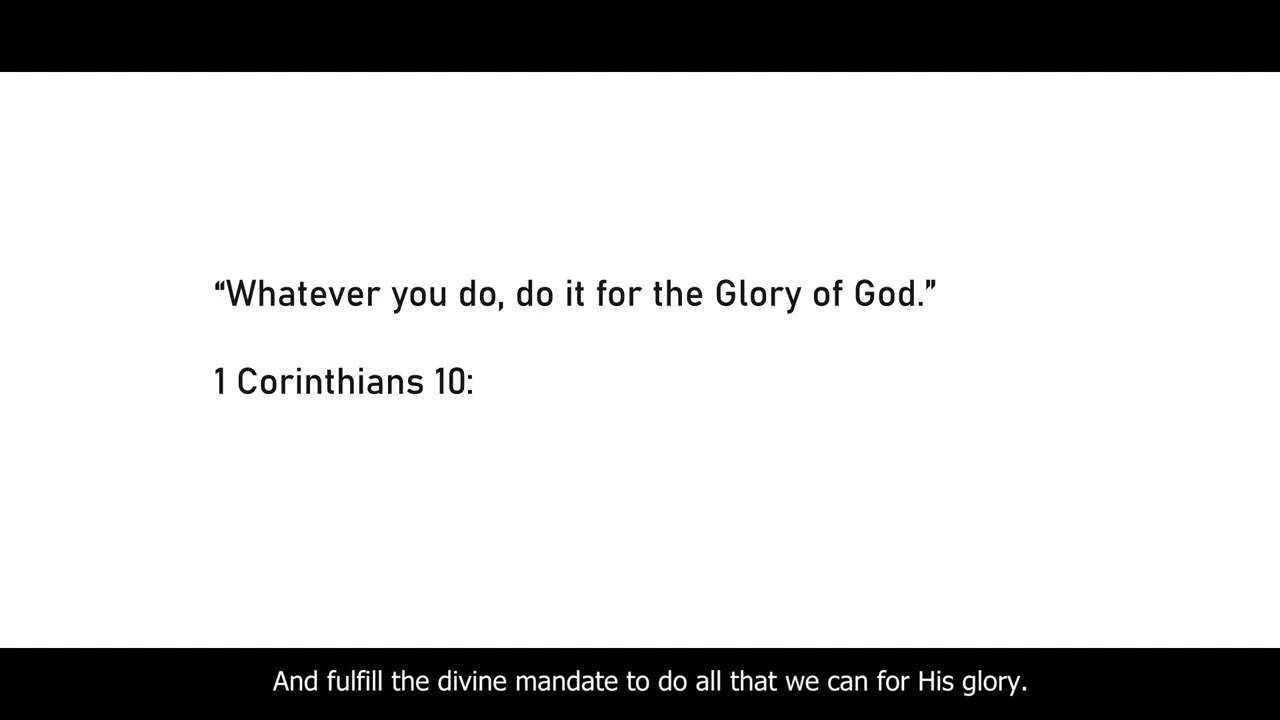 “Whatever you do, do it for the Glory of God.”
1 Corinthians 10:
And fulfill the divine mandate to do all that we can for His glory.